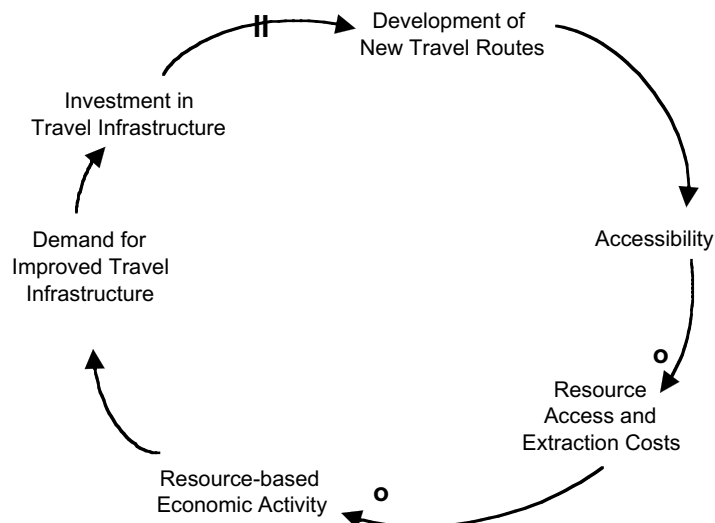 Development of
New Travel Routes
Investment in
Travel Infrastructure
Accessibility
Demand for
Improved Travel
Infrastructure
o
Resource
Access and
Extraction Costs
Resource-based
Economic Activity
o